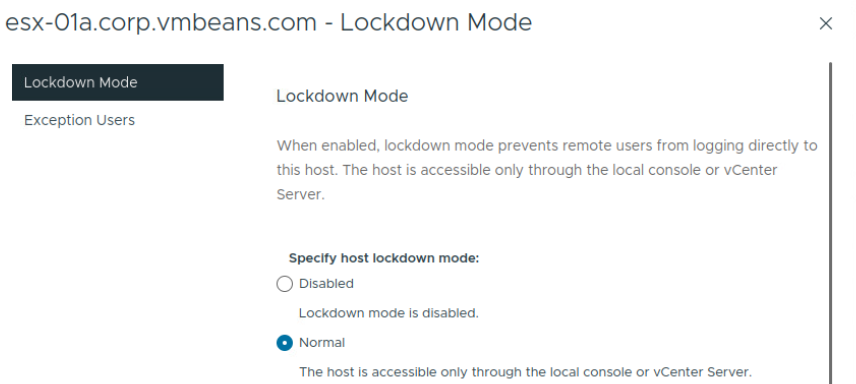 esx-01a.corp.vmbeans.com - Lockdown Mode
Lockdown Mode
Exception Users
Lockdown Mode
When enabled, lockdown mode prevents remote users from logging directly to
this host. The host is accessible only through the local console or vCenter
Server.
Specify host lockdown mode:
Disabled
Lockdown mode is disabled.
Normal
The host is accessible only through the local console or vCenter Server.